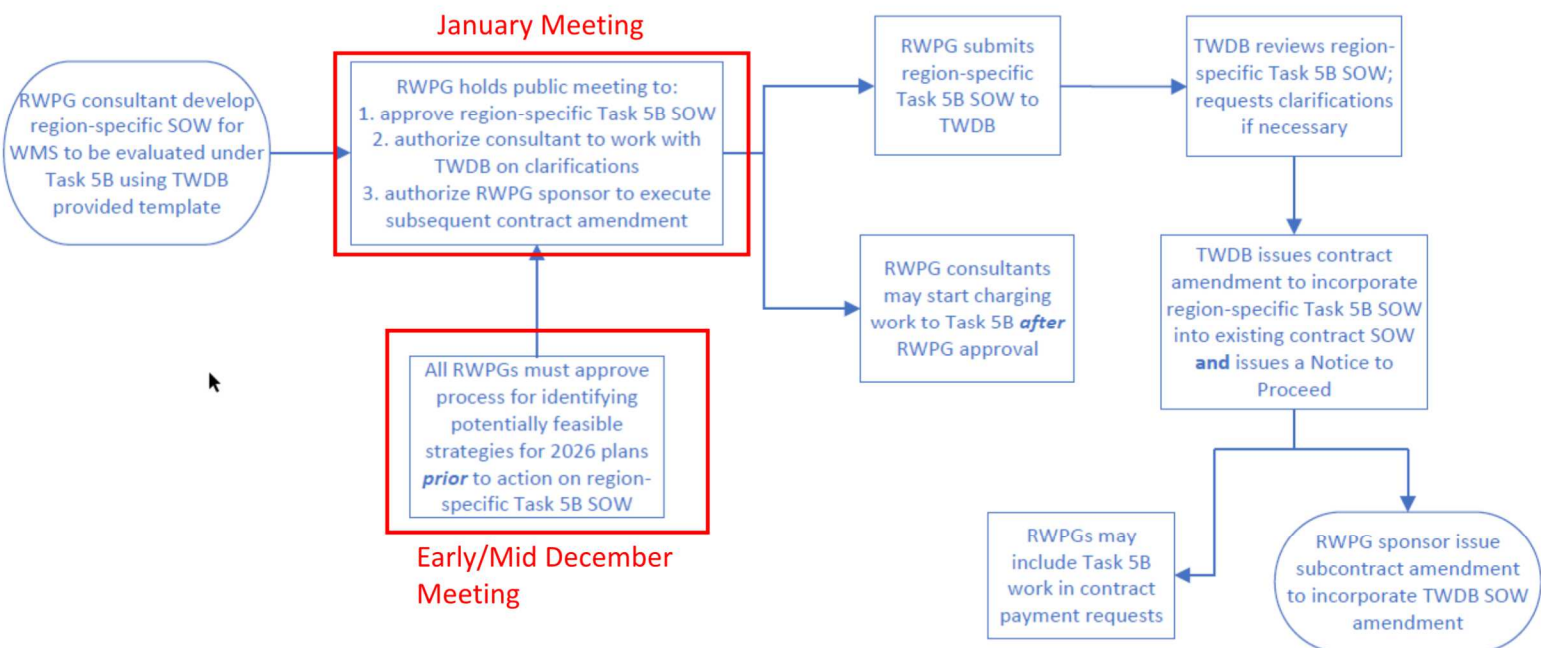 January Meeting
RWPG consultant develop
region-specific SOW for
WMS to be evaluated under
Task 5B using TWDB
provided template
RWPG holds public meeting to:
1. approve region-specific Task 5B SOW
2. authorize consultant to work with
TWDB on clarifications
3. authorize RWPG sponsor to execute
subsequent contract amendment
RWPG submits
region-specific
Task 5B SOW to
TWDB
TWDB reviews region-
specific Task 5B SOW;
requests clarifications
if necessary
RWPG consultants
may start charging
work to Task 5B after
RWPG approval
TWDB issues contract
amendment to incorporate
region-specific Task 5B SOW
into existing contract SOW
and issues a Notice to
Proceed
All RWPGs must approve
process for identifying
potentially feasible
strategies for 2026 plans
prior to action on region-
specific Task 5B SOW
Early/Mid December
Meeting
RWPGs may
include Task 5B
work in contract
payment requests
RWPG sponsor issue
subcontract amendment
to incorporate TWDB SOW
amendment